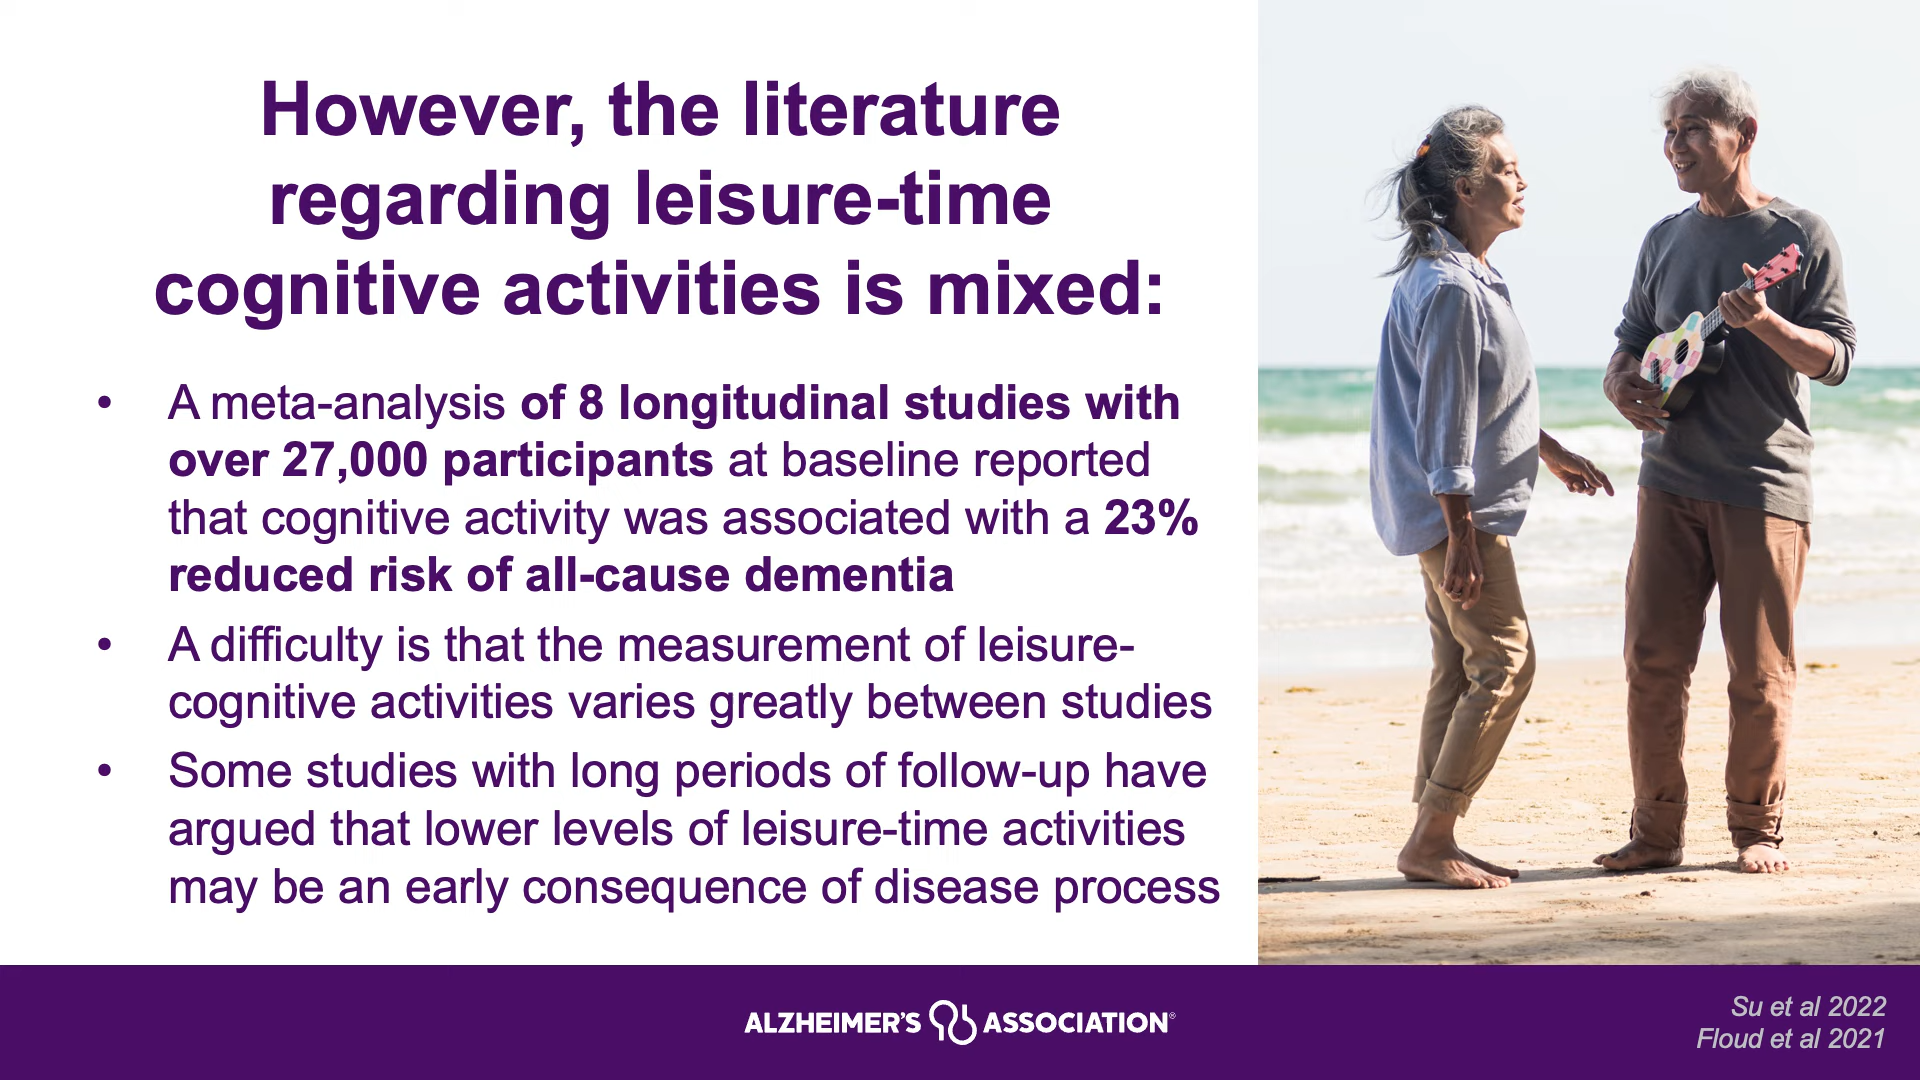 However, the literature
regarding leisure-time
cognitive activities is mixed:
• A meta-analysis of 8 longitudinal studies with
over 27,000 participants at baseline reported
that cognitive activity was associated with a 23%
reduced risk of all-cause dementia
• A difficulty is that the measurement of leisure-
cognitive activities varies greatly between studies
• Some studies with long periods of follow-up have
argued that lower levels of leisure-time activities
may be an early consequence of disease process
ALZHEIMER'S ASSOCIATION®
Su et al 2022
Floud et al 2021